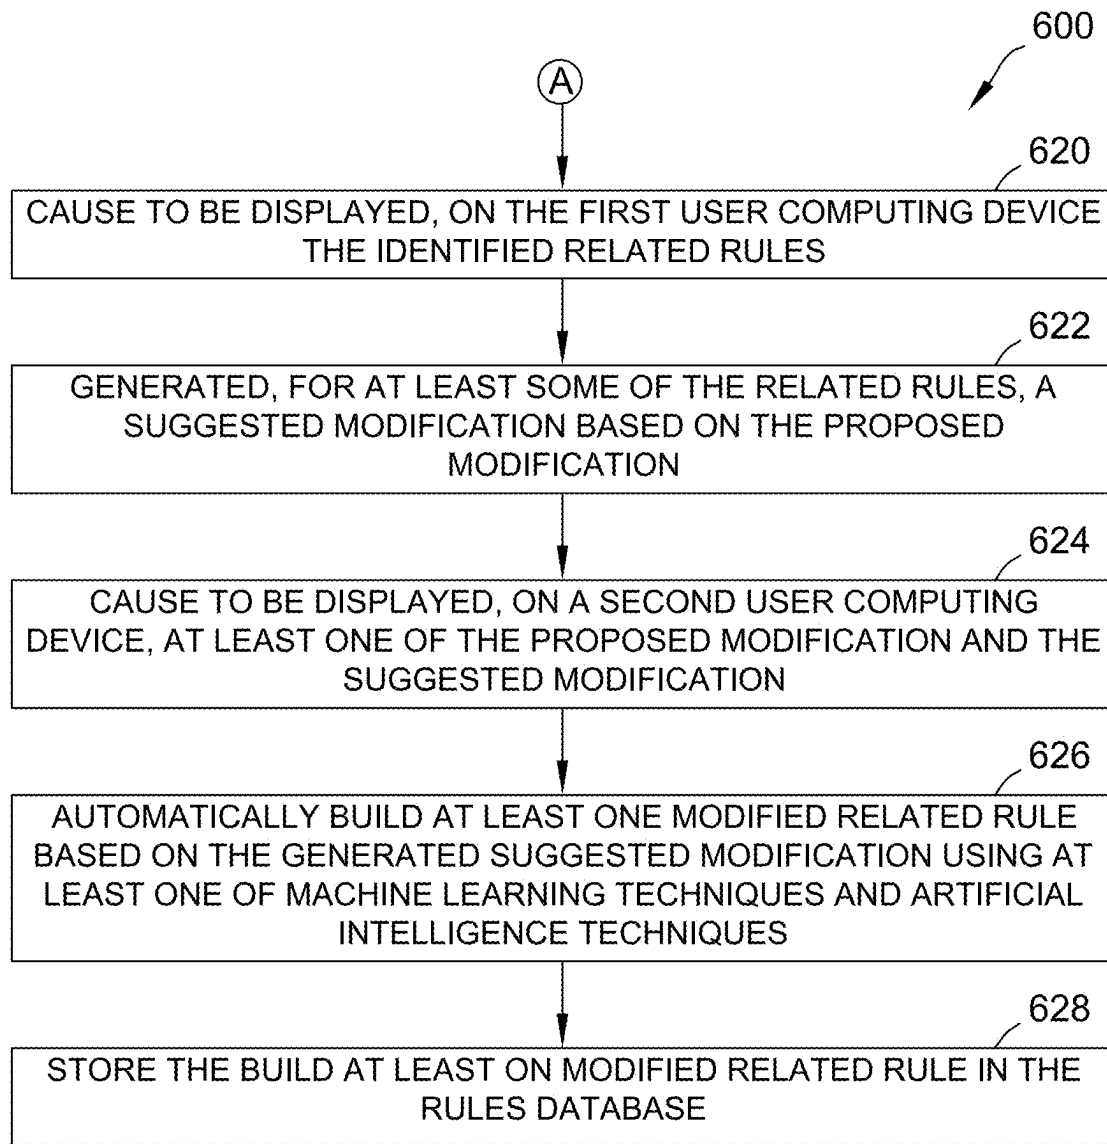 600
A
620
CAUSE TO BE DISPLAYED, ON THE FIRST USER COMPUTING DEVICE
THE IDENTIFIED RELATED RULES
622
GENERATED, FOR AT LEAST SOME OF THE RELATED RULES, A
SUGGESTED MODIFICATION BASED ON THE PROPOSED
MODIFICATION
624
CAUSE TO BE DISPLAYED, ON A SECOND USER COMPUTING
DEVICE, AT LEAST ONE OF THE PROPOSED MODIFICATION AND THE
SUGGESTED MODIFICATION
626
AUTOMATICALLY BUILD AT LEAST ONE MODIFIED RELATED RULE
BASED ON THE GENERATED SUGGESTED MODIFICATION USING AT
LEAST ONE OF MACHINE LEARNING TECHNIQUES AND ARTIFICIAL
INTELLIGENCE TECHNIQUES
628
STORE THE BUILD AT LEAST ON MODIFIED RELATED RULE IN THE
RULES DATABASE